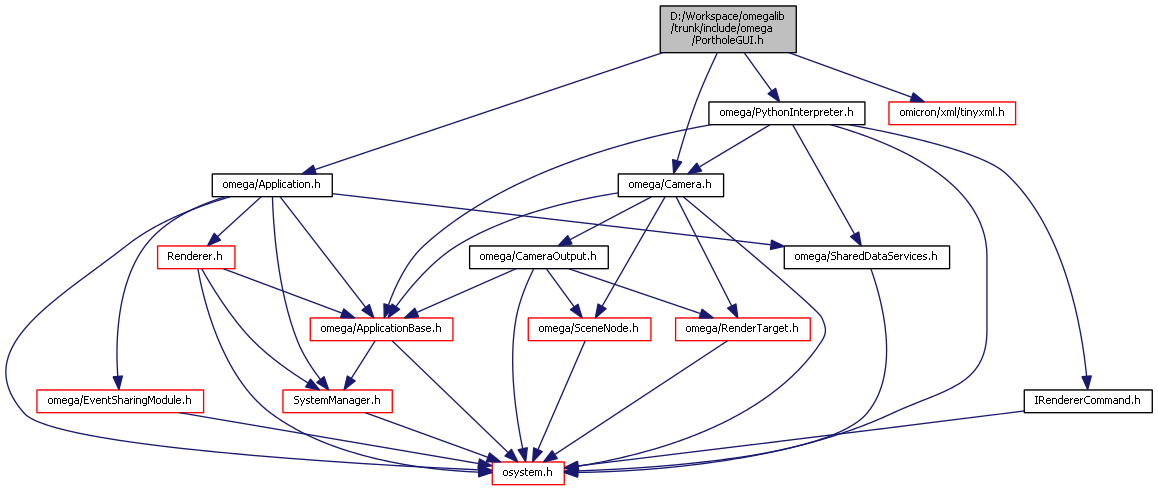 D:/Workspace/omegalib
/trunk/include/omega
/PortholeGUI.h
omega/PythonInterpreter.h
omicron/xml/tinyxml.h
omega/Application.h
omega/Camera.h
Renderer.h
omega/CameraOutput.h
omega/SharedDataServices.h
omega/ApplicationBase.h
omega/SceneNode.h
omega/RenderTarget.h
omega/EventSharingModule.h
SystemManager.h
IRendererCommand.h
osystem.h